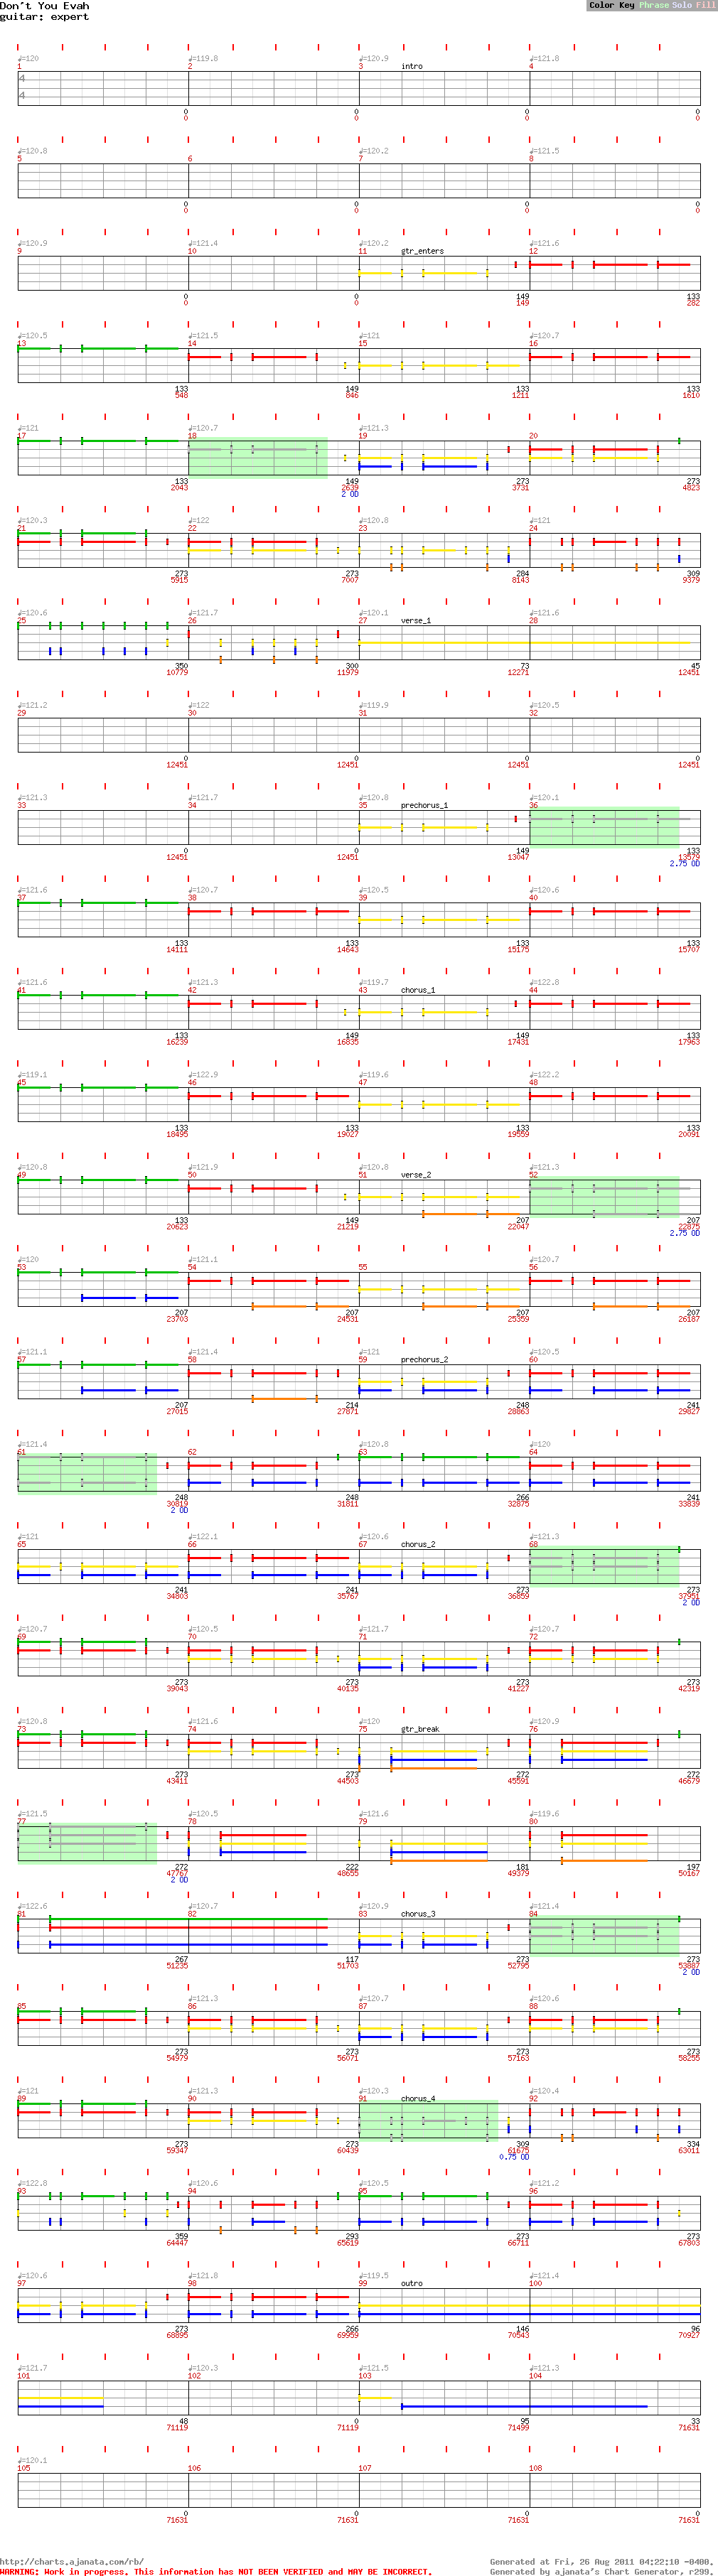 Don't You Evah
guitar: expert
Color Key Phrase Solo Fill
♩=120 ♩=119.8 ♩=120.9 ♩=121.8
1 2 3 intro 4
4
4
0 0 0 0
0 0 0 0
♩=120.8 ♩=120.2 ♩=121.5
5 6 7 8
0 0 0 0
0 0 0 0
♩=120.9 ♩=121.4 ♩=120.2 ♩=121.6
9 10 11 gtr_enters 12
0 0 149 133
0 0 149 282
♩=120.5 ♩=121.5 ♩=121 ♩=120.7
13 14 15 16
133 149 133 133
548 846 1211 1610
♩=121 ♩=120.7 ♩=121.3
17 18 19 20
133 149 273 273
2043 2639 3731 4823
2 OD
♩=120.3 ♩=122 ♩=120.8 ♩=121
21 22 23 24
273 273 284 309
5915 7007 8143 9379
♩=120.6 ♩=121.7 ♩=120.1 ♩=121.6
25 26 27 verse_1 28
350 300 73 45
10779 11979 12271 12451
♩=121.2 ♩=122 ♩=119.9 ♩=120.5
29 30 31 32
0 0 0 0
12451 12451 12451 12451
♩=121.3 ♩=121.7 ♩=120.8 ♩=120.1
33 34 35 prechorus_1 36
0 0 149 133
12451 12451 13047 13579
2.75 OD
♩=121.6 ♩=120.7 ♩=120.5 ♩=120.6
37 38 39 40
133 133 133 133
14111 14643 15175 15707
♩=121.6 ♩=121.3 ♩=119.7 ♩=122.8
41 42 43 chorus_1 44
133 149 149 133
16239 16835 17431 17963
♩=119.1 ♩=122.9 ♩=119.6 ♩=122.2
45 46 47 48
133 133 133 133
18495 19027 19559 20091
♩=120.8 ♩=121.9 ♩=120.8 ♩=121.3
49 50 51 verse_2 52
133 149 207 207
20623 21219 22047 22875
2.75 OD
♩=120 ♩=121.1 ♩=120.7
53 54 55 56
207 207 207 207
23703 24531 25359 26187
♩=121.1 ♩=121.4 ♩=121 ♩=120.5
57 58 59 prechorus_2 60
207 214 248 241
27015 27871 28863 29827
♩=121.4 ♩=120.8 ♩=120
61 62 63 64
248 248 266 241
30819 31811 32875 33839
2 OD
♩=121 ♩=122.1 ♩=120.6 ♩=121.3
65 66 67 chorus_2 68
241 241 273 273
34803 35767 36859 37951
2 OD
♩=120.7 ♩=120.5 ♩=121.7 ♩=120.7
69 70 71 72
273 273 273 273
39043 40135 41227 42319
♩=120.8 ♩=121.6 ♩=120 ♩=120.9
73 74 75 gtr_break 76
273 273 272 272
43411 44503 45591 46679
♩=121.5 ♩=120.5 ♩=121.6 ♩=119.6
77 78 79 80
272 222 181 197
47767 48655 49379 50167
2 OD
♩=122.6 ♩=120.7 ♩=120.9 ♩=121.4
81 82 83 chorus_3 84
267 117 273 273
51235 51703 52795 53887
2 OD
♩=121.3 ♩=120.7 ♩=120.6
85 86 87 88
273 273 273 273
54979 56071 57163 58255
♩=121 ♩=121.3 ♩=120.3 ♩=120.4
89 90 91 chorus_4 92
273 273 309 334
59347 60439 61675 63011
0.75 OD
♩=122.8 ♩=120.6 ♩=120.5 ♩=121.2
93 94 95 96
359 293 273 273
64447 65619 66711 67803
♩=120.6 ♩=121.8 ♩=119.5 ♩=121.4
97 98 99 outro 100
273 266 146 96
68895 69959 70543 70927
♩=121.7 ♩=120.3 ♩=121.5 ♩=121.3
101 102 103 104
48 0 95 33
71119 71119 71499 71631
♩=120.1
105 106 107 108
0 0 0 0
71631 71631 71631 71631
http://charts.ajanata.com/rb/ Generated at Fri, 26 Aug 2011 04:22:10 -0400.
WARNING: Work in progress. This information has NOT BEEN VERIFIED and MAY BE INCORRECT. Generated by ajanata's Chart Generator, r299.